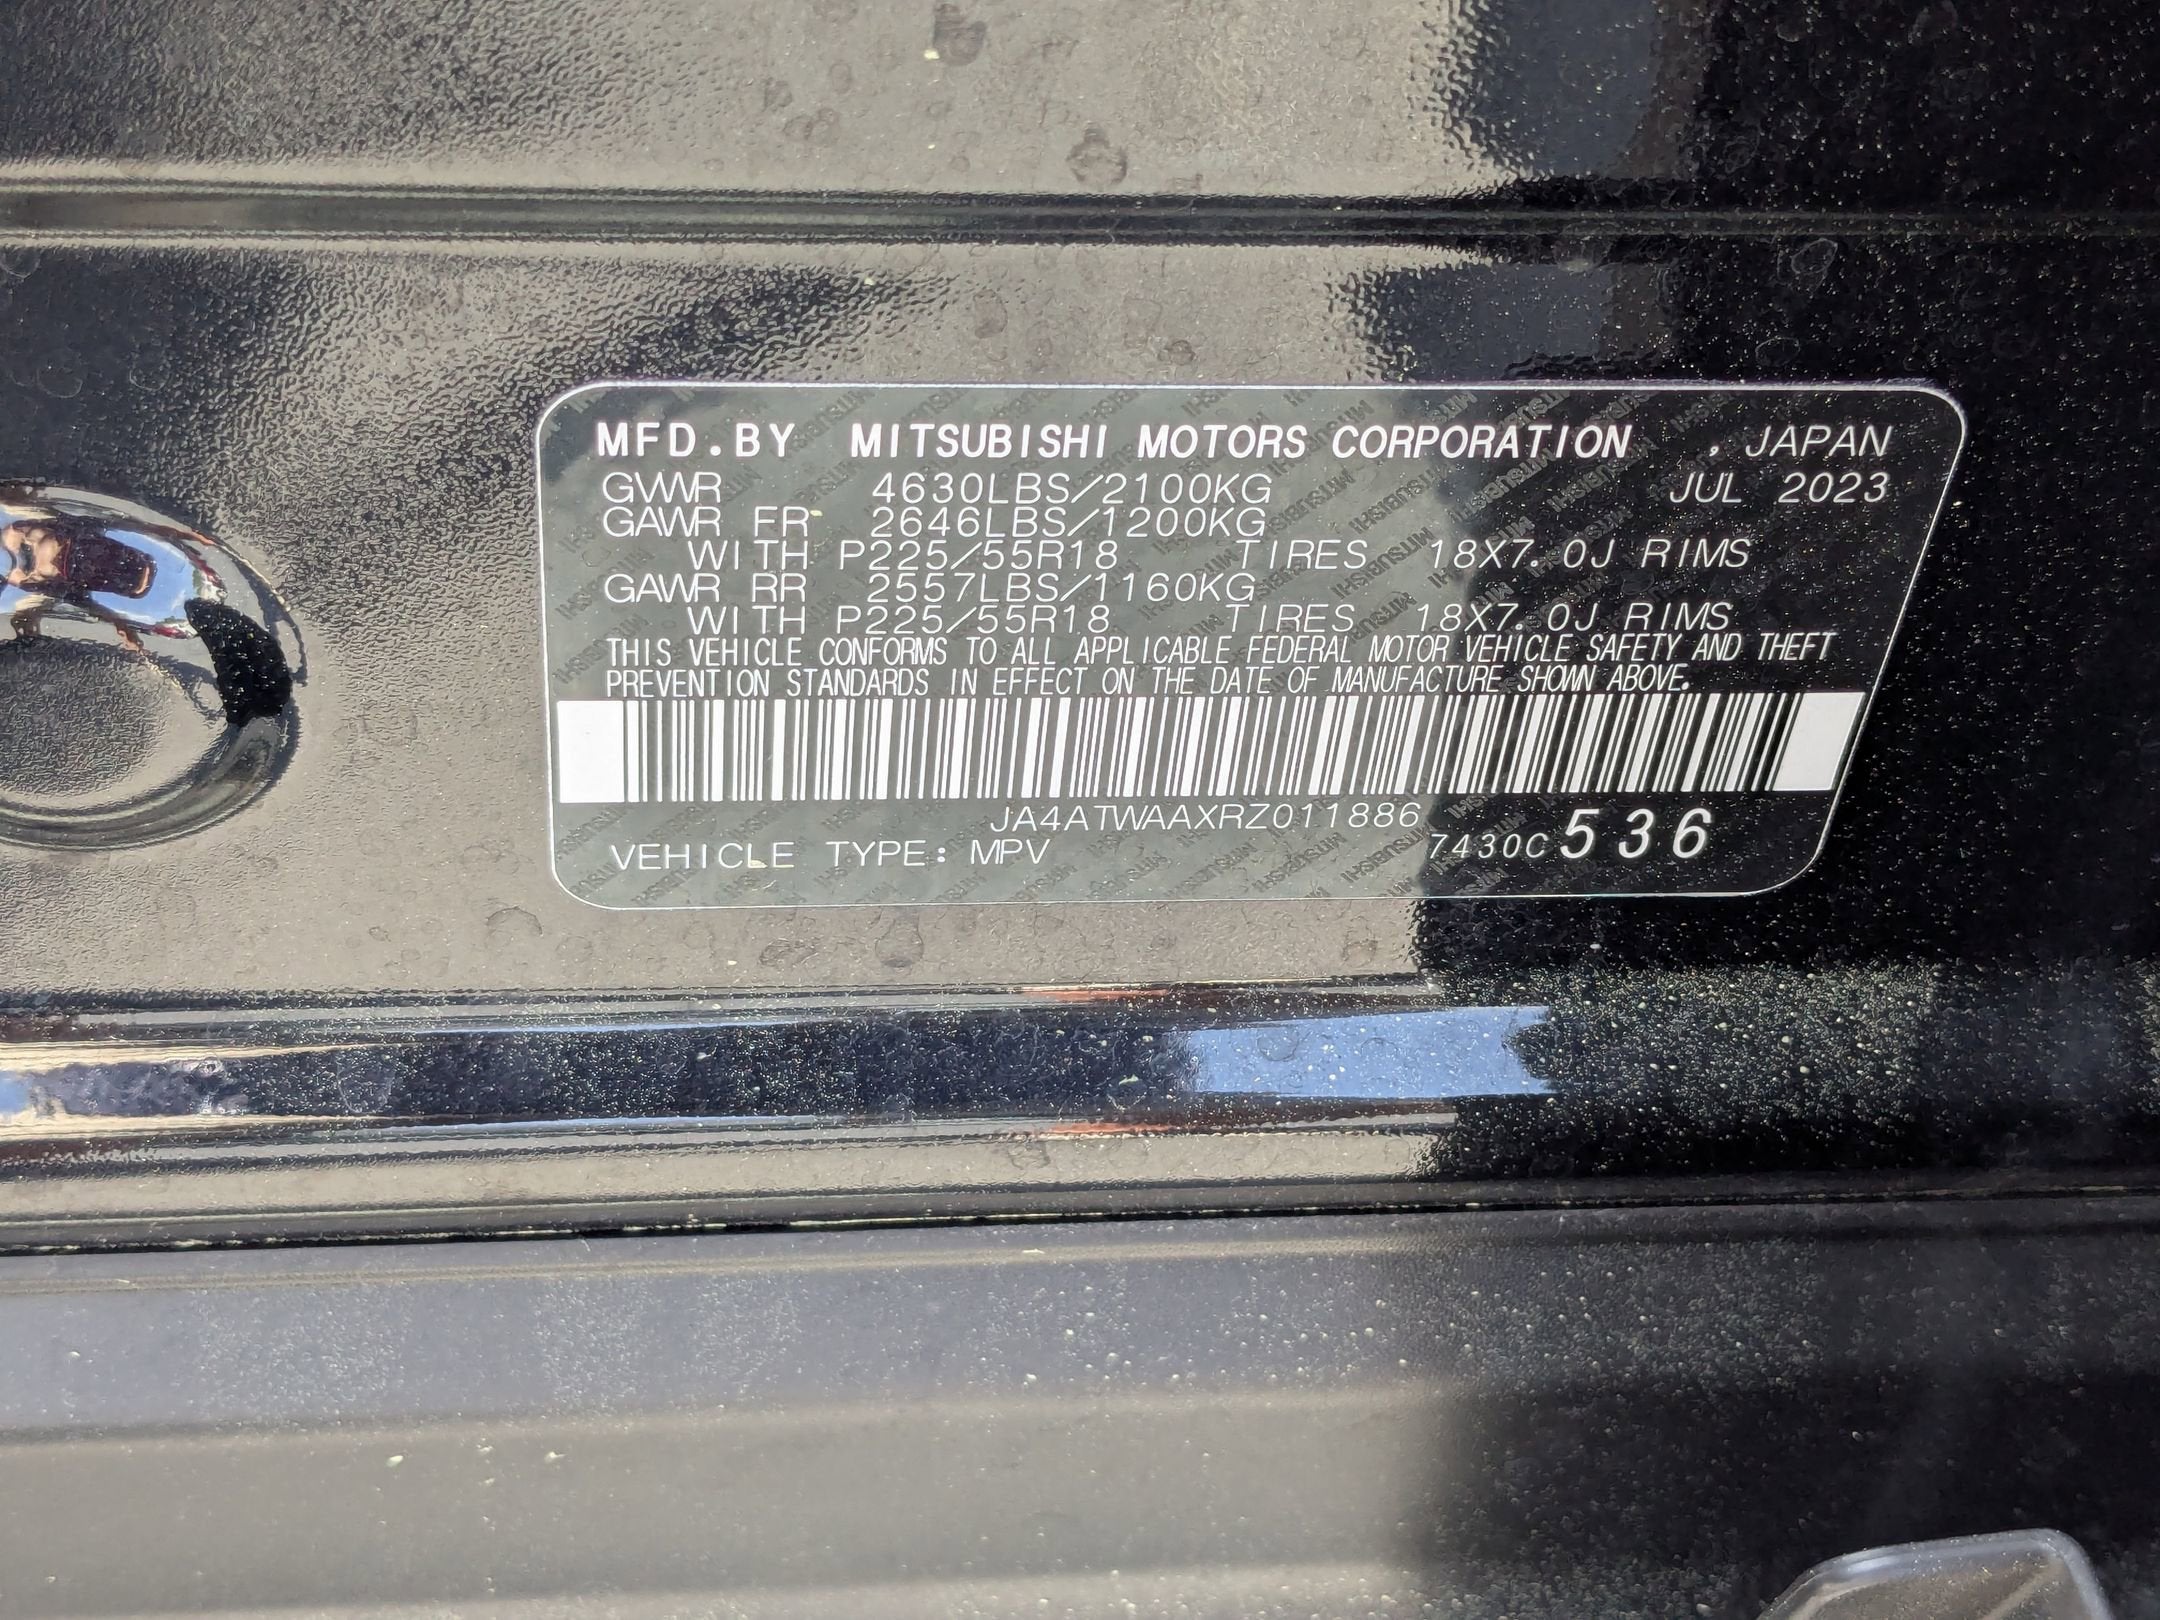 MFD.BY MITSUBISHI MOTORS CORPORATION , JAPAN
GVWR 4630LBS/2100KG JUL 2023
GAWR FR 2646LBS/1200KG
WITH P225/55R18 TIRES 18X7.0J RIMS
GAWR RR 2557LBS/1160KG
WITH P225/55R18 TIRES 18X7.0J RIMS
THIS VEHICLE CONFORMS TO ALL APPLICABLE FEDERAL MOTOR VEHICLE SAFETY AND THEFT
PREVENTION STANDARDS IN EFFECT ON THE DATE OF MANUFACTURE SHOWN ABOVE.
JA4ATWAAXRZ011886
VEHICLE TYPE: MPV 7430C 536